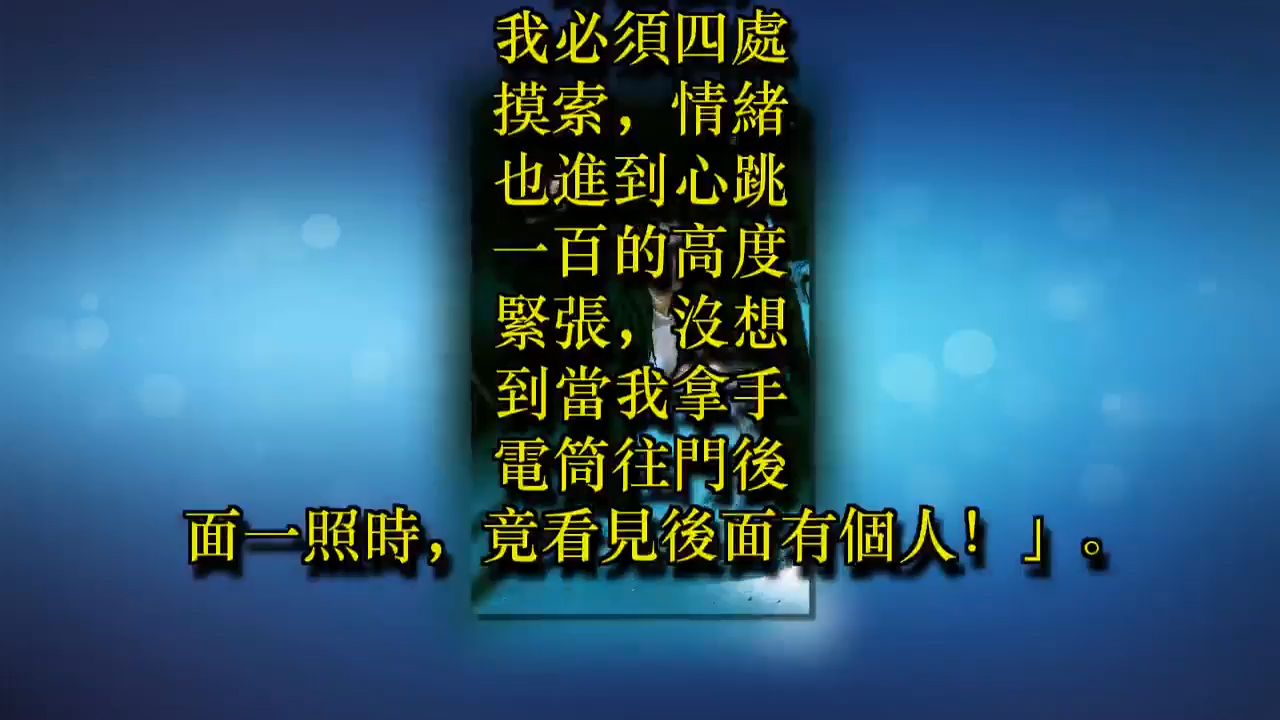 我必須四處
摸索，情緒
也進到心跳
一百的高度
緊張，沒想
到當我拿手
電筒往門後
面一照時，竟看見後面有個人！」。